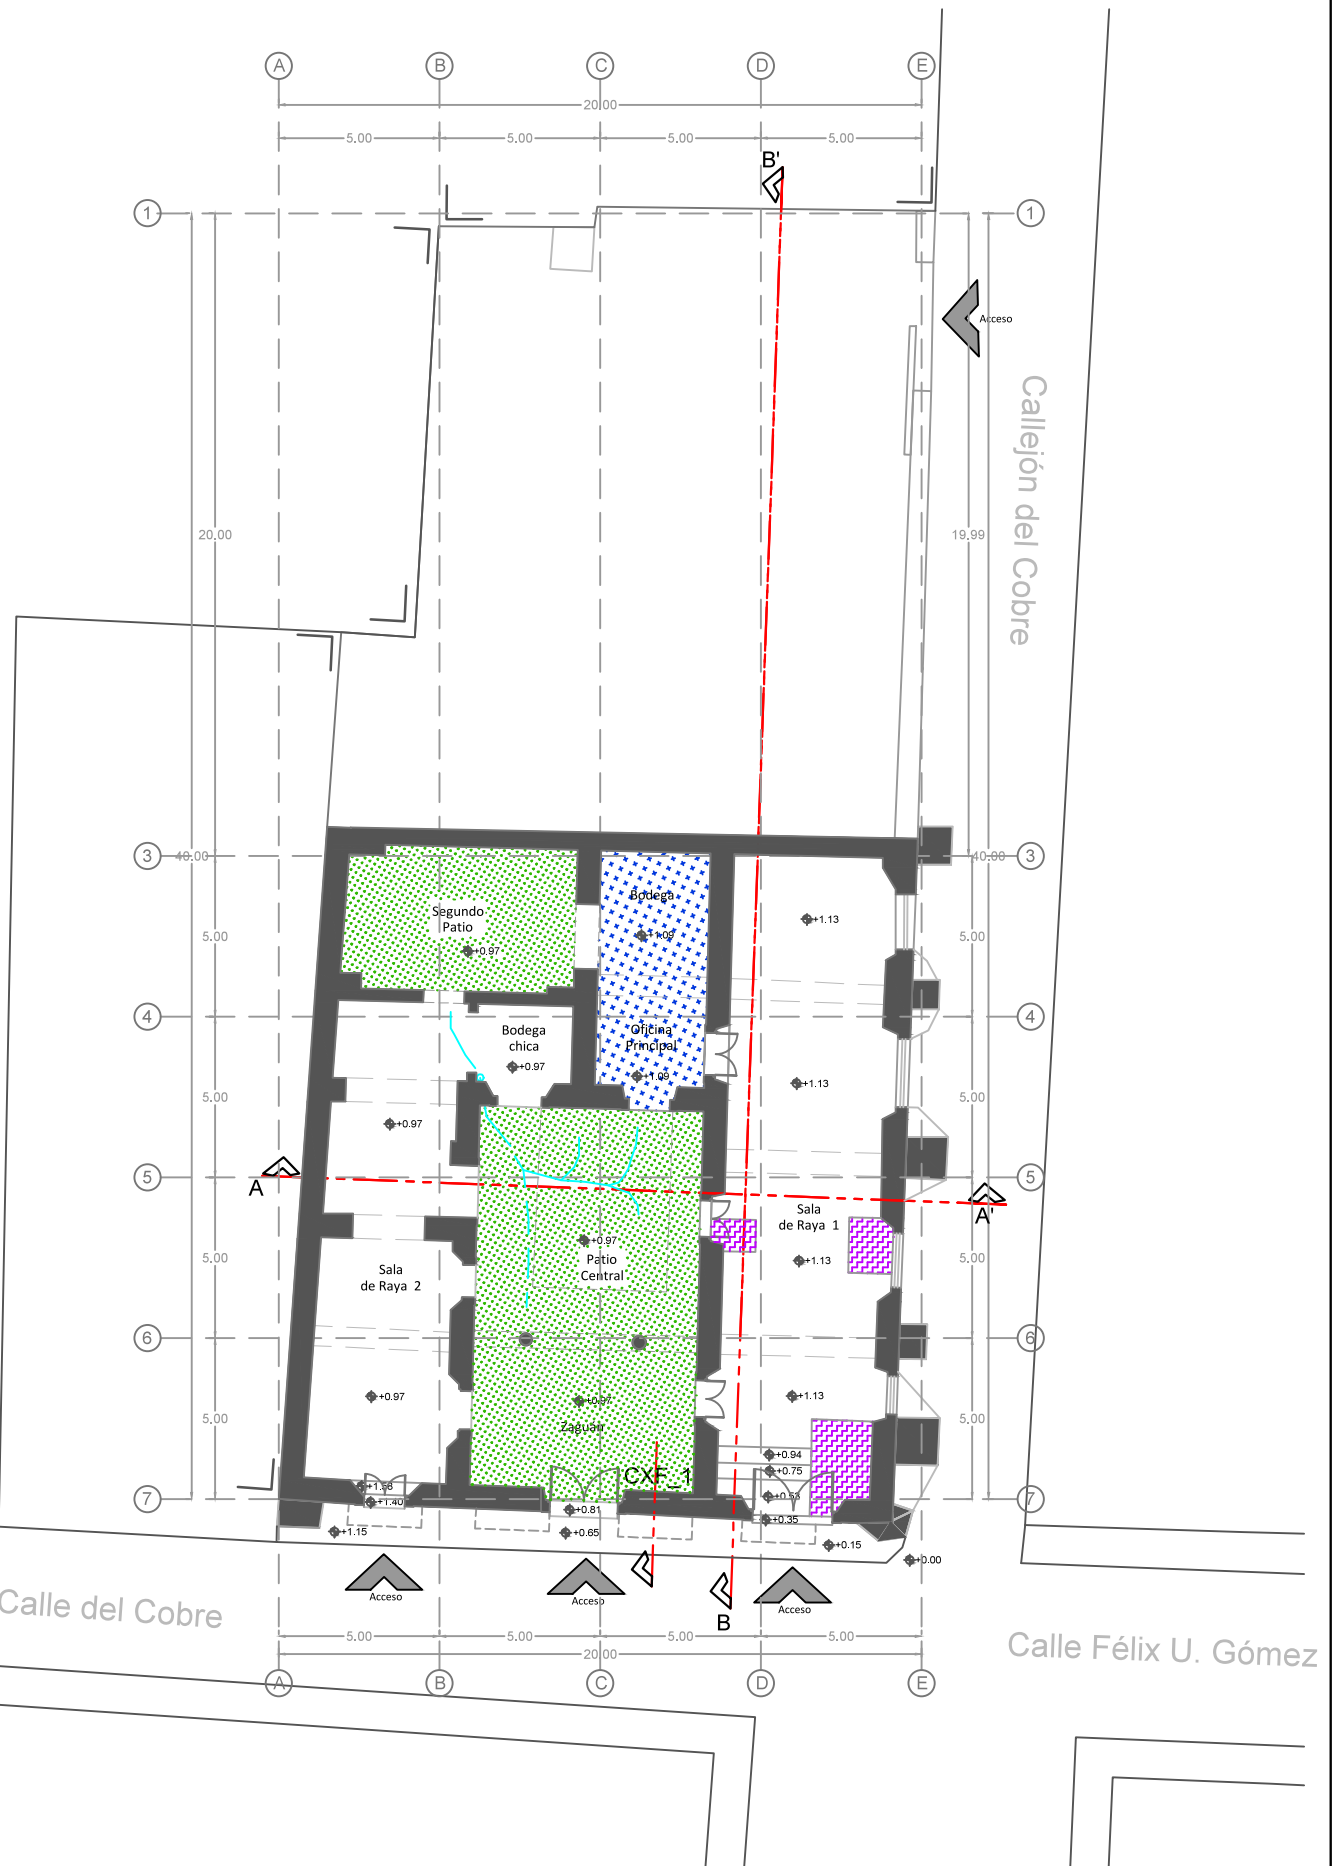 A
B
C
D
E
20.00
5.00
5.00
5.00
5.00
B'
1
1
Acceso
Callejón del Cobre
20.00
19.99
3
40.00
40.00
3
Bodega
Segundo
Patio
+1.13
5.00
+1.09
5.00
+0.97
4
4
Bodega
chica
Oficina
Principal
+0.97
+1.09
+1.13
5.00
5.00
+0.97
5
5
A
A'
Sala
de Raya 1
+0.97
Patio
Central
+1.13
5.00
5.00
Sala
de Raya 2
6
6
+0.97
+0.97
+1.13
5.00
5.00
Zaguán
+0.94
+0.75
CXF_1
+1.40
+0.53
7
7
+0.81
+0.35
+1.15
+0.65
+0.15
+0.00
Acceso
Acceso
Acceso
B
Calle del Cobre
Calle Félix U. Gómez
5.00
5.00
5.00
5.00
20.00
A
B
C
D
E